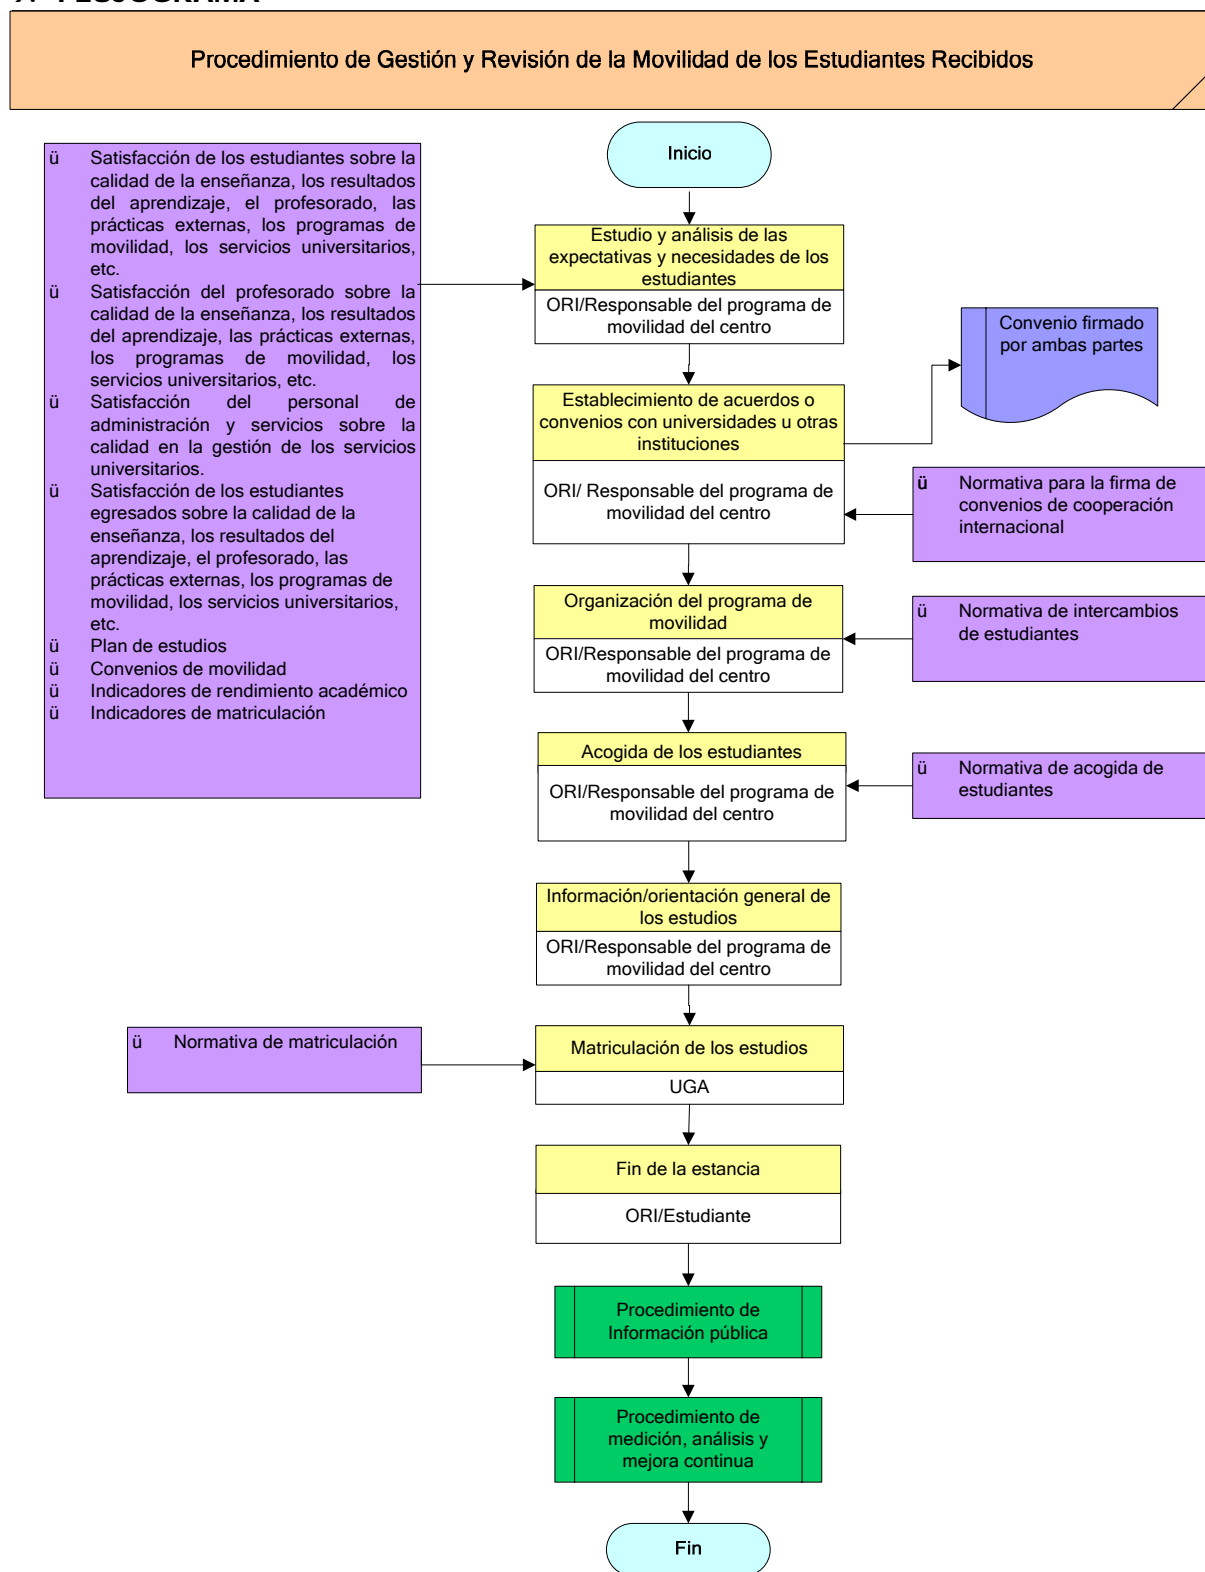 9. FLUJOGRAMA
Procedimiento de Gestión y Revisión de la Movilidad de los Estudiantes Recibidos
Inicio
ü Satisfacción de los estudiantes sobre la
calidad de la enseñanza, los resultados
del aprendizaje, el profesorado, las
prácticas externas, los programas de
movilidad, los servicios universitarios,
etc.
ü Satisfacción del profesorado sobre la
calidad de la enseñanza, los resultados
del aprendizaje, las prácticas externas,
los programas de movilidad, los
servicios universitarios, etc.
ü Satisfacción del personal de
administración y servicios sobre la
calidad en la gestión de los servicios
universitarios.
ü Satisfacción de los estudiantes
egresados sobre la calidad de la
enseñanza, los resultados del
aprendizaje, el profesorado, las
prácticas externas, los programas de
movilidad, los servicios universitarios,
etc.
ü Plan de estudios
ü Convenios de movilidad
ü Indicadores de rendimiento académico
ü Indicadores de matriculación
Estudio y análisis de las
expectativas y necesidades de los
estudiantes
ORI/Responsable del programa de
movilidad del centro
Convenio firmado
por ambas partes
Establecimiento de acuerdos o
convenios con universidades u otras
instituciones
ORI/ Responsable del programa de
movilidad del centro
ü Normativa para la firma de
convenios de cooperación
internacional
Organización del programa de
movilidad
ORI/Responsable del programa de
movilidad del centro
ü Normativa de intercambios
de estudiantes
Acogida de los estudiantes
ORI/Responsable del programa de
movilidad del centro
ü Normativa de acogida de
estudiantes
Información/orientación general de
los estudios
ORI/Responsable del programa de
movilidad del centro
ü Normativa de matriculación
Matriculación de los estudios
UGA
Fin de la estancia
ORI/Estudiante
Procedimiento de
Información pública
Procedimiento de
medición, análisis y
mejora continua
Fin